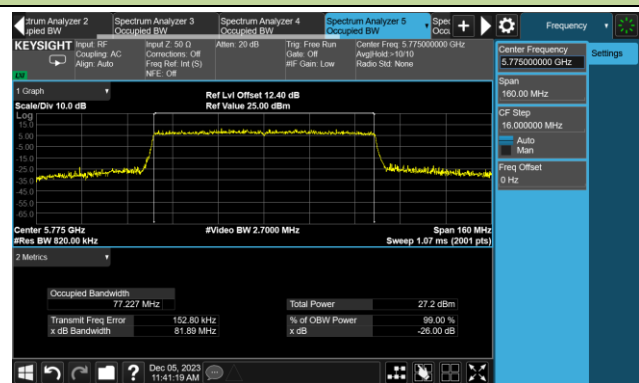 trum Analyzer 2
upied BW
Spectrum Analyzer 3
Occupied BW
Spectrum Analyzer 4
Occupied BW
Spectrum Analyzer 5
Occupied BW
Spec
Occu
+
Frequency
KEYSIGHT
Input: RF
Coupling: AC
Align: Auto
Input Z: 50 Ω
Corrections: Off
Freq Ref: Int (S)
NFE: Off
Atten: 20 dB
Trig: Free Run
Gate: Off
#IF Gain: Low
Center Freq: 5.775000000 GHz
Avg|Hold:>10/10
Radio Std: None
Center Frequency
5.775000000 GHz
Settings
Span
160.00 MHz
CF Step
16.000000 MHz
Auto
Man
Freq Offset
0 Hz
1 Graph
Scale/Div 10.0 dB
Ref Lvl Offset 12.40 dB
Ref Value 25.00 dBm
Log
15.0
5.00
-5.00
-15.0
-25.0
-35.0
-45.0
-55.0
-65.0
Center 5.775 GHz
#Res BW 820.00 kHz
#Video BW 2.7000 MHz
Span 160 MHz
Sweep 1.07 ms (2001 pts)
2 Metrics
Occupied Bandwidth
77.227 MHz
Total Power 27.2 dBm
Transmit Freq Error 152.80 kHz
% of OBW Power 99.00 %
x dB Bandwidth 81.89 MHz
x dB -26.00 dB
?
Dec 05, 2023
11:41:19 AM